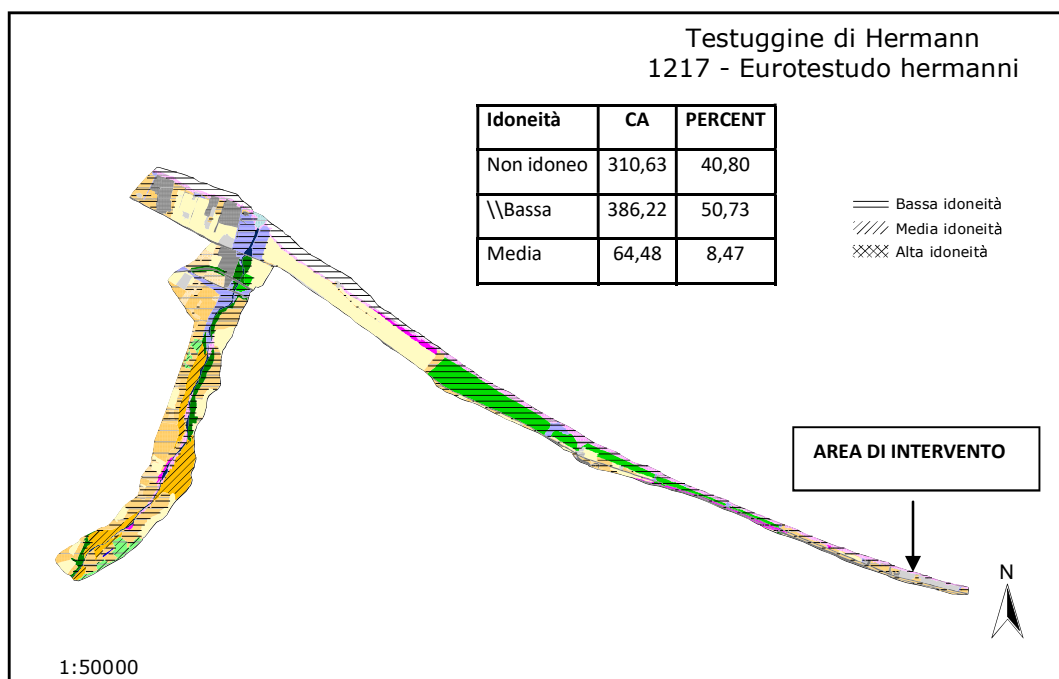 Testuggine di Hermann
1217 - Eurotestudo hermanni
Idoneità CA PERCENT
Non idoneo 310,63 40,80
\\Bassa 386,22 50,73
Media 64,48 8,47
Bassa idoneità
Media idoneità
Alta idoneità
AREA DI INTERVENTO
N
1:50000